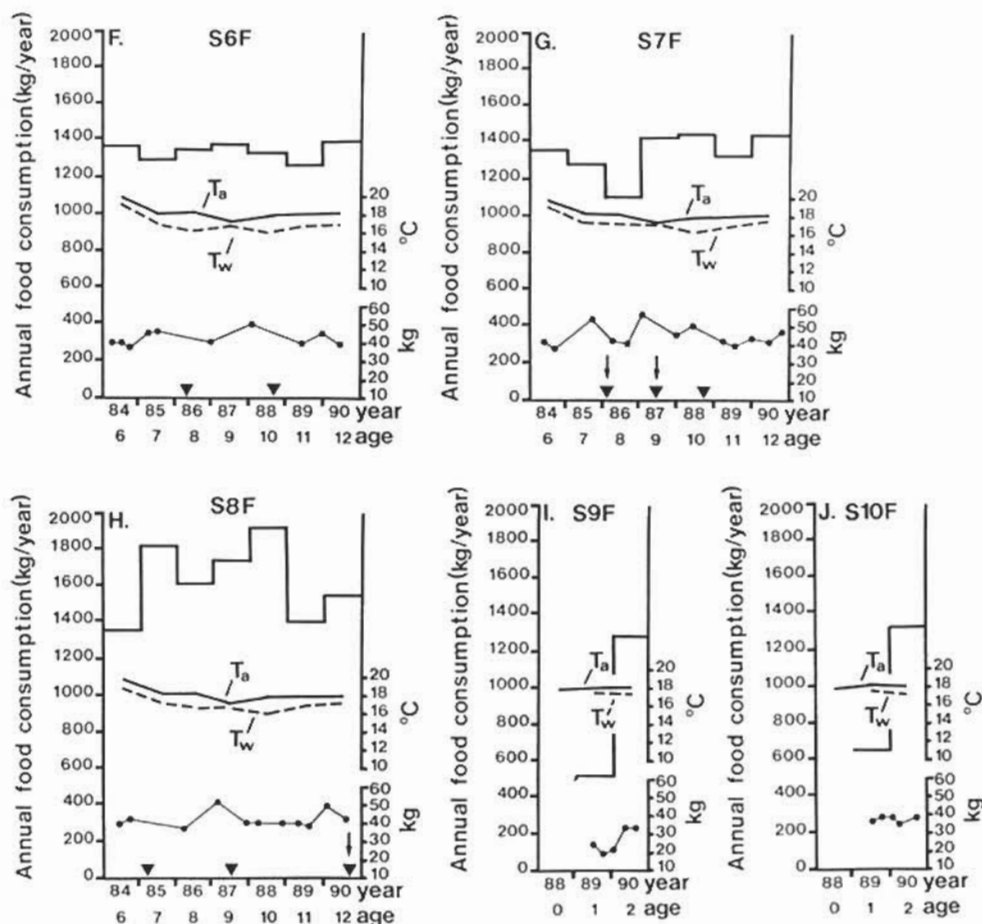 F. S6F
Annual food consumption(kg/year)
2000
1800
1600
1400
1200
1000
800
600
400
200
0
Ta
Tw
20
18
16
14
12
10
°C
60
50
40
30
20
10
kg
84 85 86 87 88 89 90 year
6 7 8 9 10 11 12 age
G. S7F
Annual food consumption(kg/year)
2000
1800
1600
1400
1200
1000
800
600
400
200
0
Ta
Tw
20
18
16
14
12
10
°C
60
50
40
30
20
10
kg
84 85 86 87 88 89 90 year
6 7 8 9 10 11 12 age
H. S8F
Annual food consumption(kg/year)
2000
1800
1600
1400
1200
1000
800
600
400
200
0
Ta
Tw
20
18
16
14
12
10
°C
60
50
40
30
20
10
kg
84 85 86 87 88 89 90 year
6 7 8 9 10 11 12 age
I. S9F
Annual food consumption(kg/year)
2000
1800
1600
1400
1200
1000
800
600
400
200
0
Ta
Tw
20
18
16
14
12
10
°C
60
50
40
30
20
10
kg
88 89 90 year
0 1 2 age
J. S10F
Annual food consumption(kg/year)
2000
1800
1600
1400
1200
1000
800
600
400
200
0
Ta
Tw
20
18
16
14
12
10
°C
60
50
40
30
20
10
kg
88 89 90 year
0 1 2 age